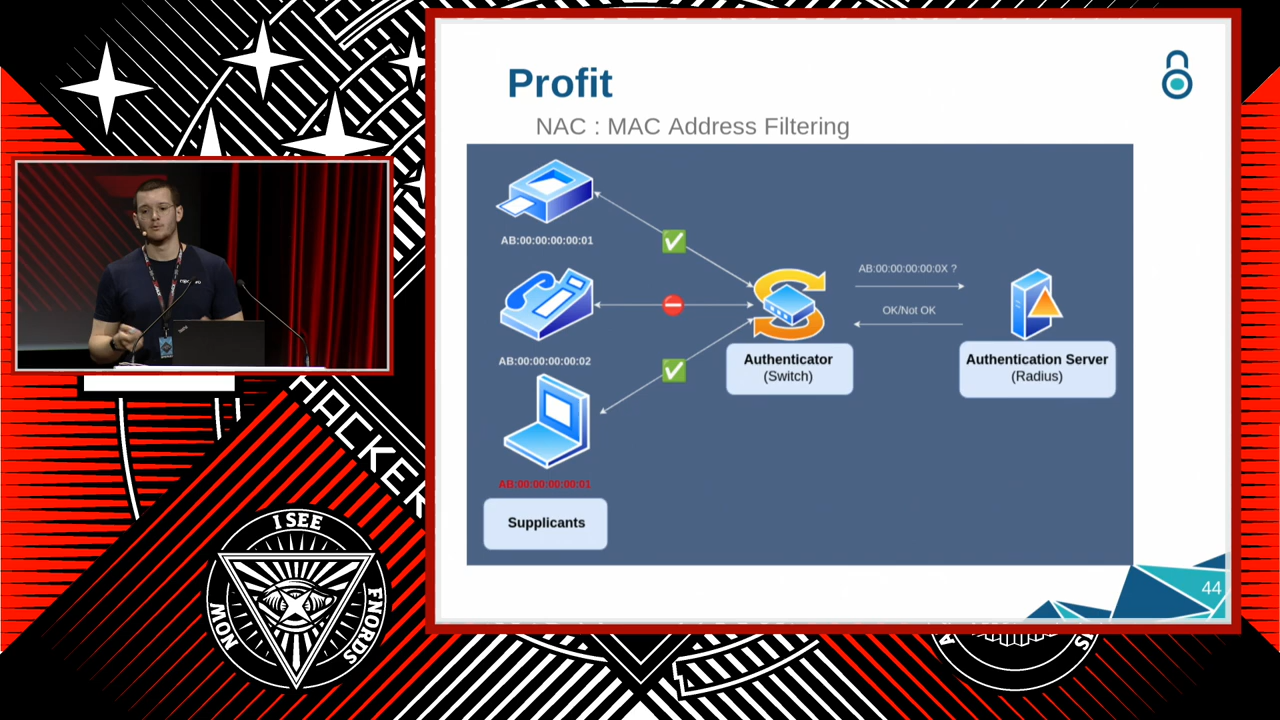 Profit
NAC : MAC Address Filtering
AB:00:00:00:00:01
AB:00:00:00:00:02
AB:00:00:00:00:01
Supplicants
Authenticator
(Switch)
AB:00:00:00:00:0X ?
OK/Not OK
Authentication Server
(Radius)
44
HACKER
I SEE
FNORDS
NOW